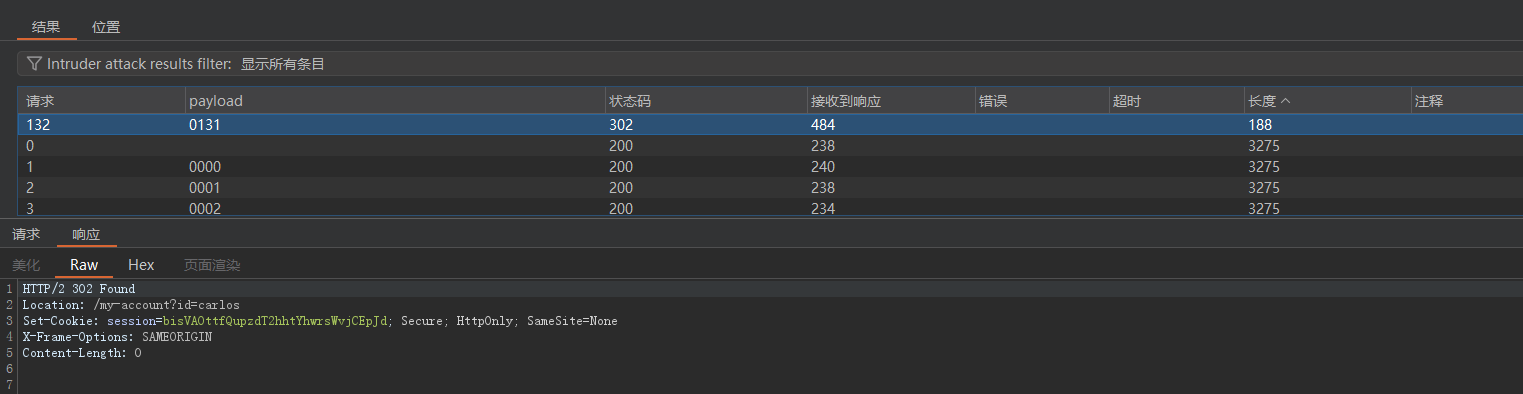 结果 位置
Intruder attack results filter: 显示所有条目
请求 payload 状态码 接收到响应 错误 超时 长度 注释
132 0131 302 484 188
0 200 238 3275
1 0000 200 240 3275
2 0001 200 238 3275
3 0002 200 234 3275
请求 响应
美化 Raw Hex 页面渲染
1 HTTP/2 302 Found
2 Location: /my-account?id=carlos
3 Set-Cookie: session=bisVAOttfQupzdT2hhtYhwrsWvjCEpJd; Secure; HttpOnly; SameSite=None
4 X-Frame-Options: SAMEORIGIN
5 Content-Length: 0
6
7